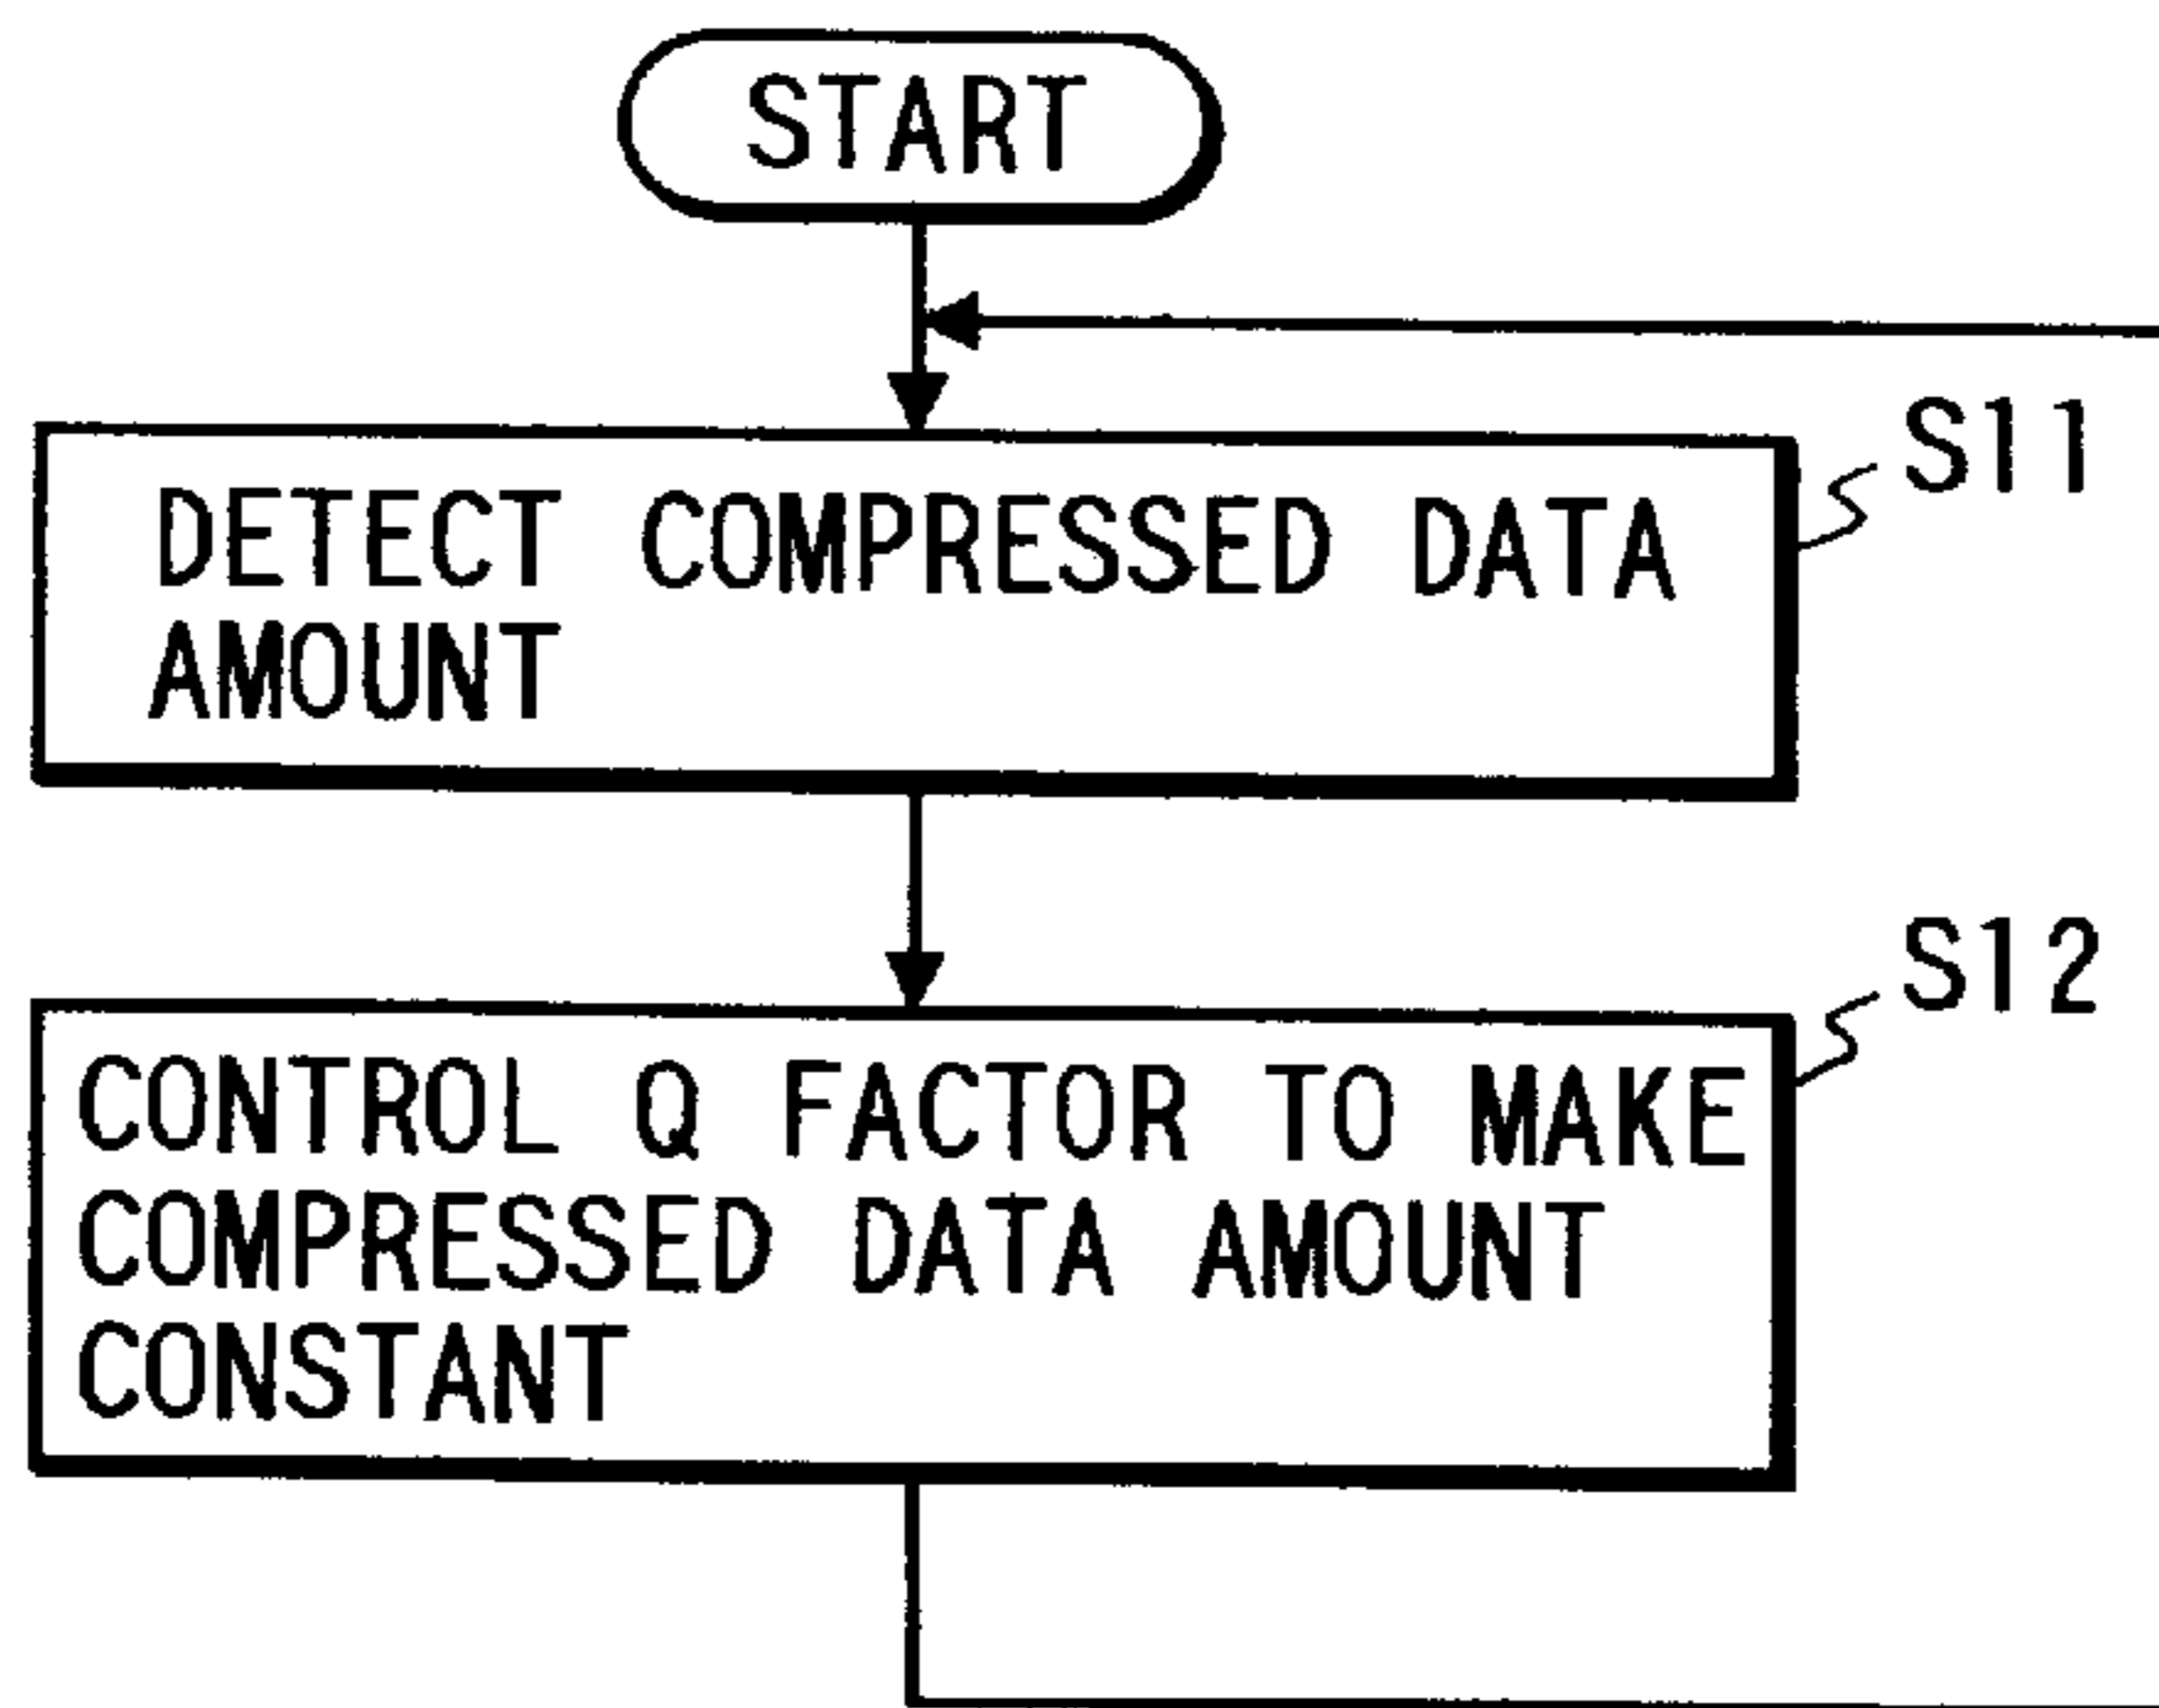 START
S11
DETECT COMPRESSED DATA
AMOUNT
S12
CONTROL Q FACTOR TO MAKE
COMPRESSED DATA AMOUNT
CONSTANT